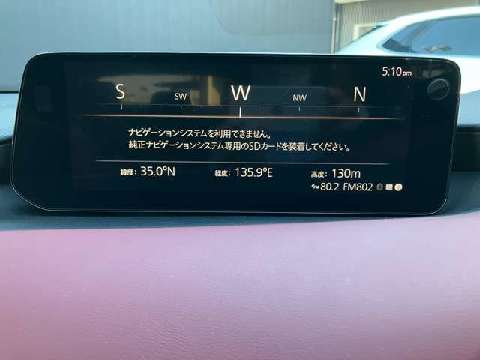 5:10pm
S SW W NW N
ナビゲーションシステムを利用できません。
純正ナビゲーションシステム専用のSDカードを装着してください。
緯度: 35.0°N 経度: 135.9°E 高度: 130m
80.2 FM802